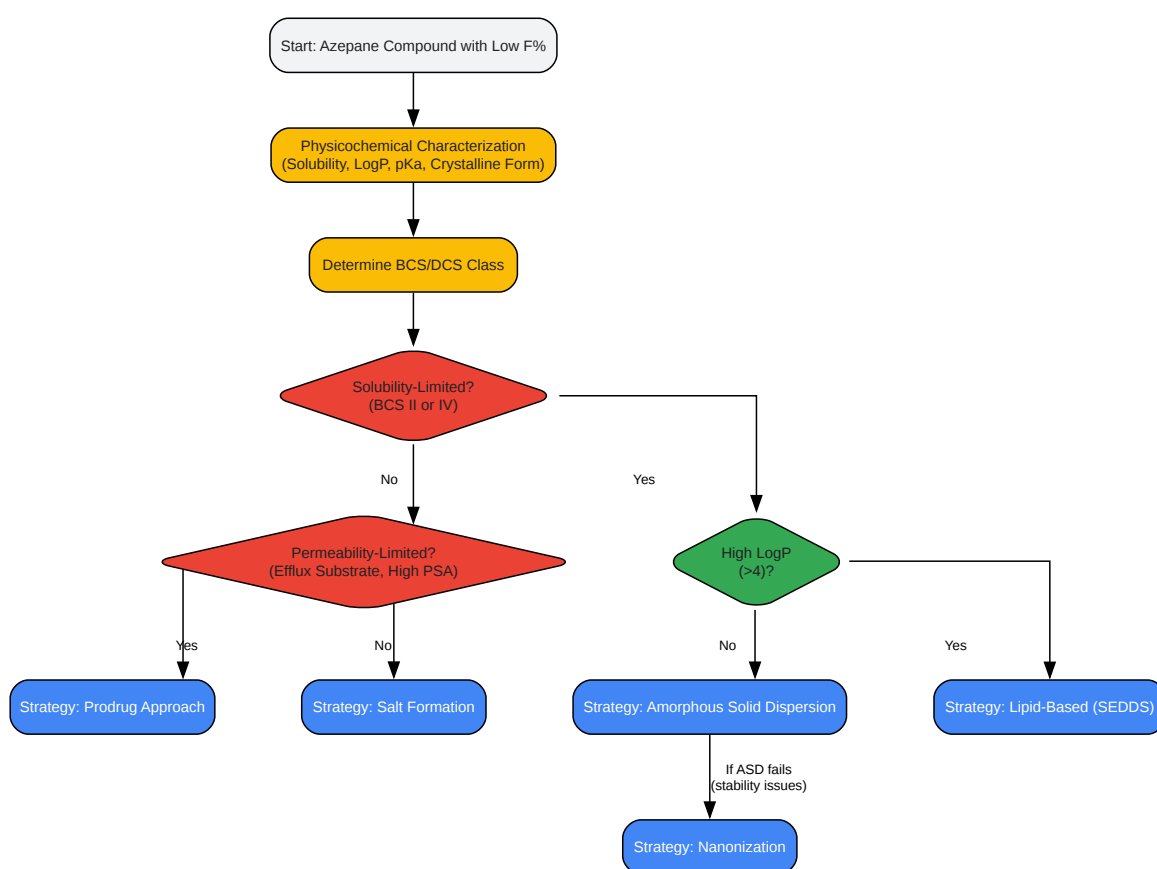 Start: Azepane Compound with Low F%
Physicochemical Characterization
(Solubility, LogP, pKa, Crystalline Form)
Determine BCS/DCS Class
Solubility-Limited?
(BCS II or IV)
No
Yes
Permeability-Limited?
(Efflux Substrate, High PSA)
High LogP
(>4)?
Yes
No
No
Yes
Strategy: Prodrug Approach
Strategy: Salt Formation
Strategy: Amorphous Solid Dispersion
Strategy: Lipid-Based (SEDDS)
If ASD fails
(stability issues)
Strategy: Nanonization